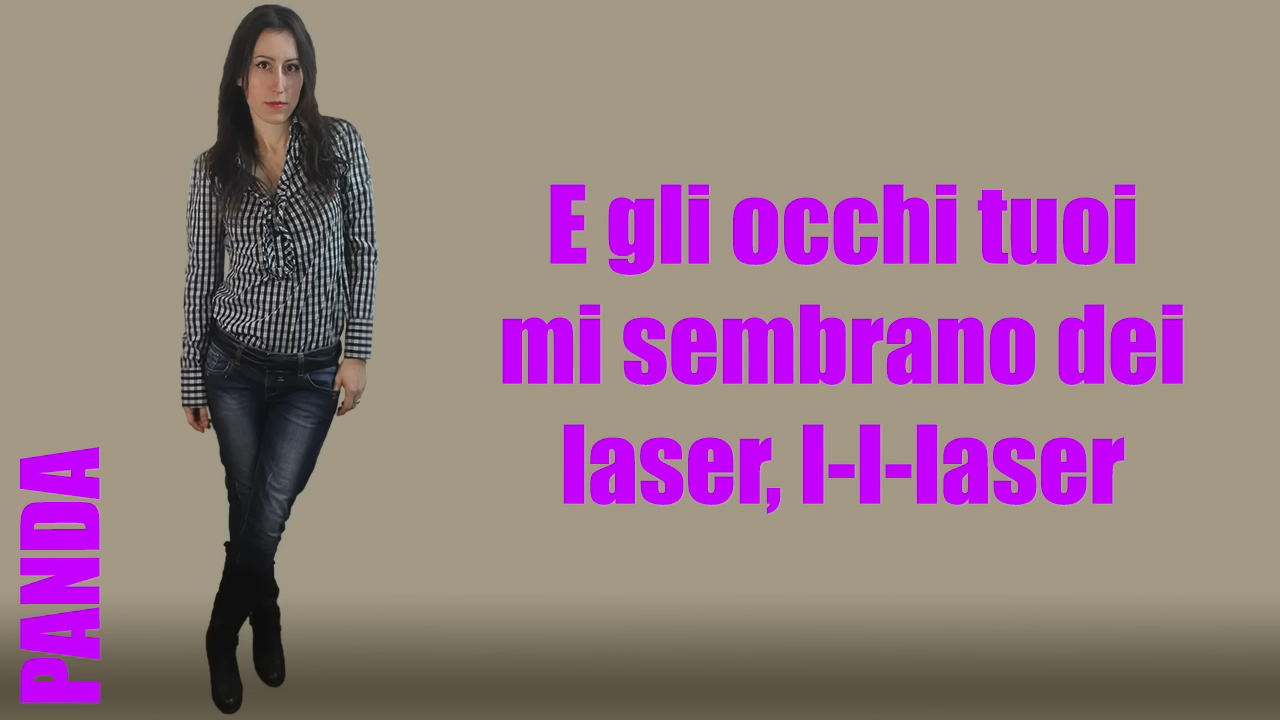 E gli occhi tuoi
mi sembrano dei
laser, l-l-laser
PANDA